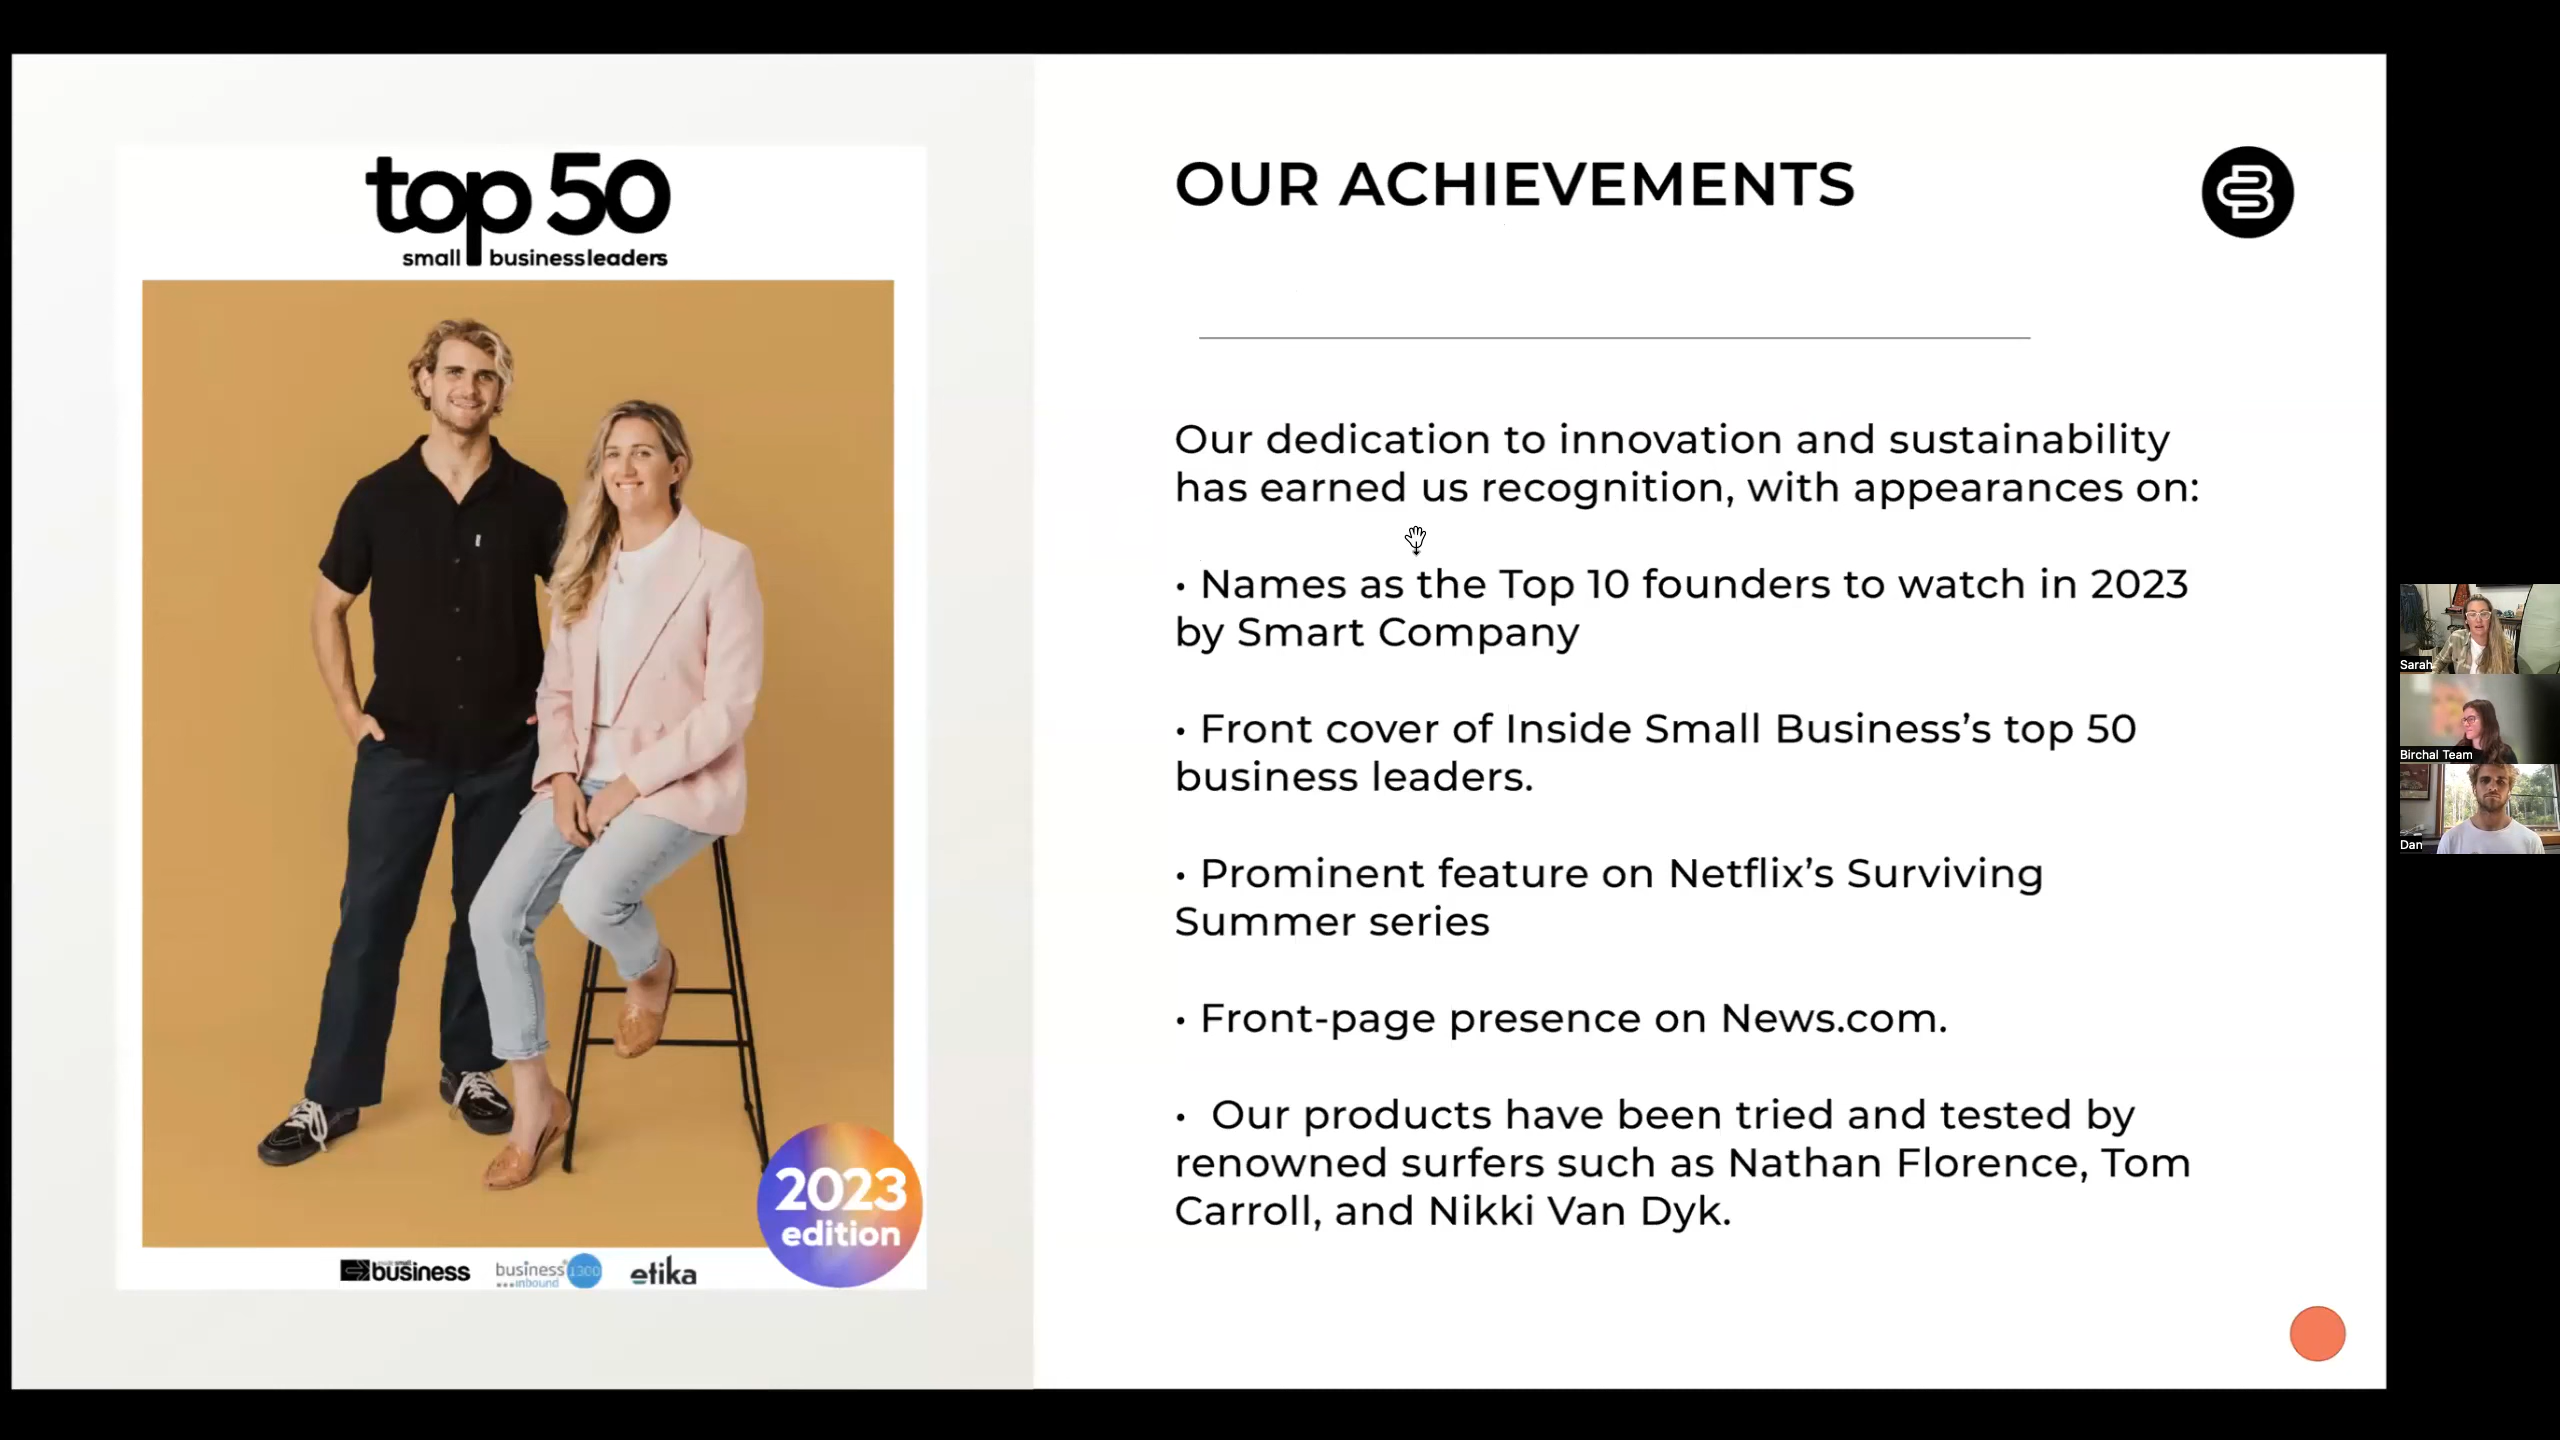 top 50
small businessleaders
2023
edition
business
business 1300
inbound
etika
OUR ACHIEVEMENTS
Our dedication to innovation and sustainability
has earned us recognition, with appearances on:
• Names as the Top 10 founders to watch in 2023
by Smart Company
• Front cover of Inside Small Business’s top 50
business leaders.
• Prominent feature on Netflix’s Surviving
Summer series
• Front-page presence on News.com.
• Our products have been tried and tested by
renowned surfers such as Nathan Florence, Tom
Carroll, and Nikki Van Dyk.
Sarah
Birchal Team
Dan